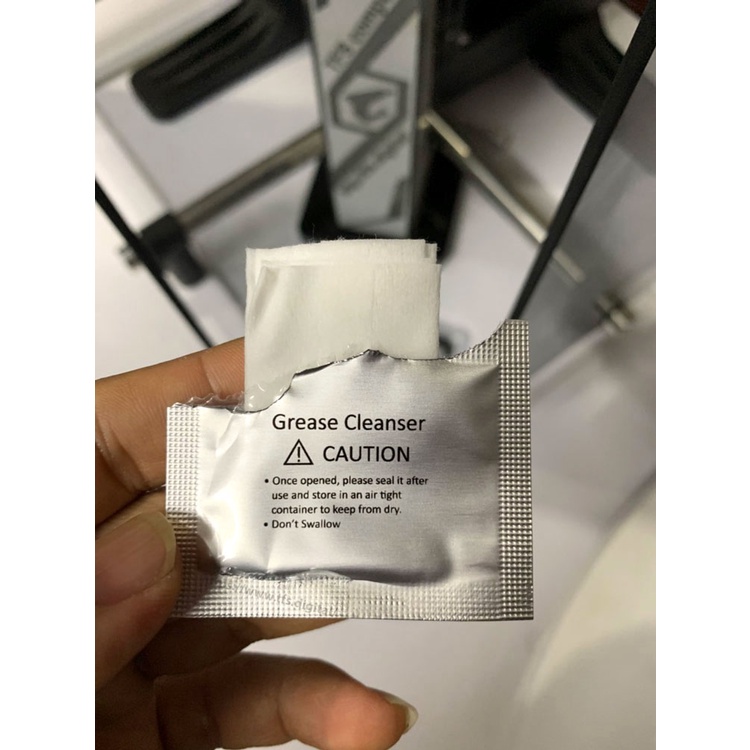 Grease Cleanser
⚠ CAUTION
• Once opened, please seal it after
use and store in an air tight
container to keep from dry.
• Don't Swallow